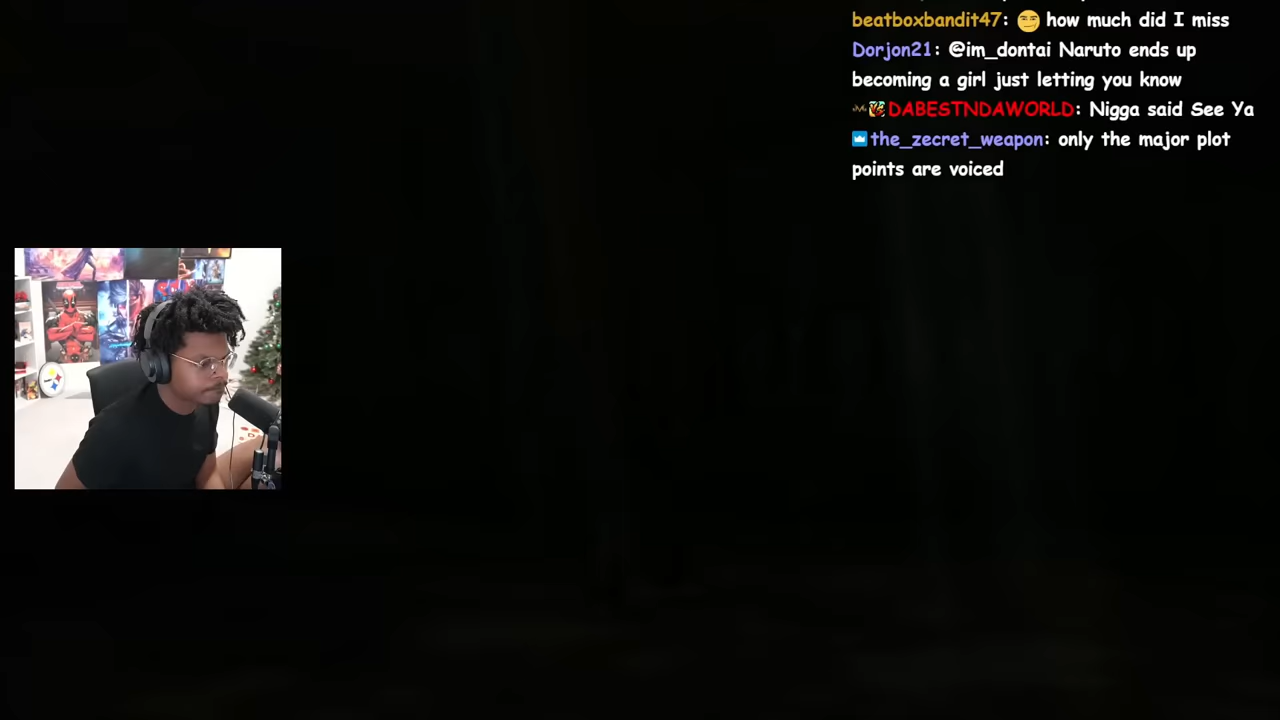 beatboxbandit47: how much did I miss
Dorjon21: @im_dontai Naruto ends up
becoming a girl just letting you know
DABESTNDAWORLD: Nigga said See Ya
the_zecret_weapon: only the major plot
points are voiced